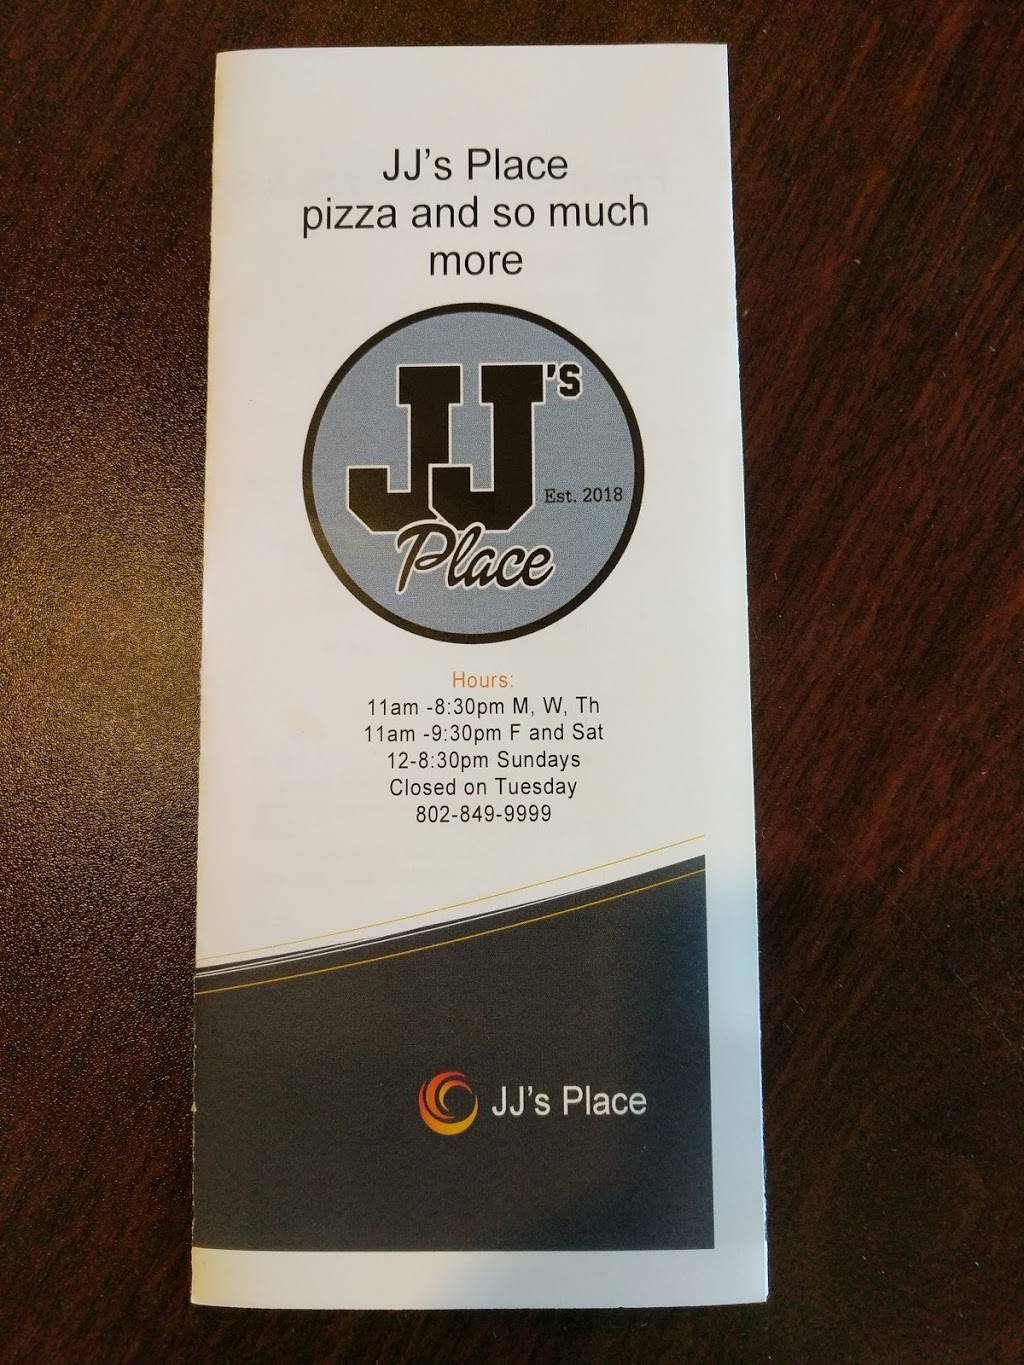 JJ's Place
pizza and so much
more
JJ's
Est. 2018
Place
Hours:
11am -8:30pm M, W, Th
11am -9:30pm F and Sat
12-8:30pm Sundays
Closed on Tuesday
802-849-9999
JJ's Place